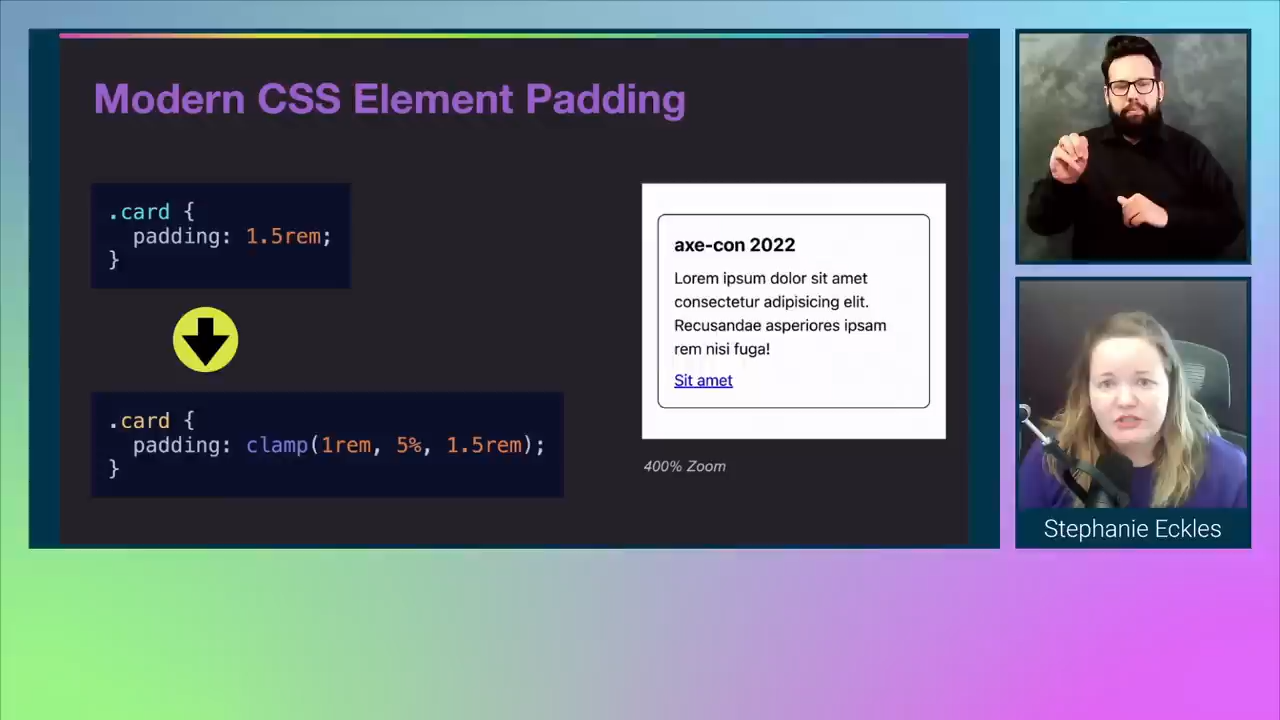 Modern CSS Element Padding
.card {
  padding: 1.5rem;
}
.card {
  padding: clamp(1rem, 5%, 1.5rem);
}
axe-con 2022
Lorem ipsum dolor sit amet
consectetur adipisicing elit.
Recusandae asperiores ipsam
rem nisi fuga!
Sit amet
400% Zoom
Stephanie Eckles